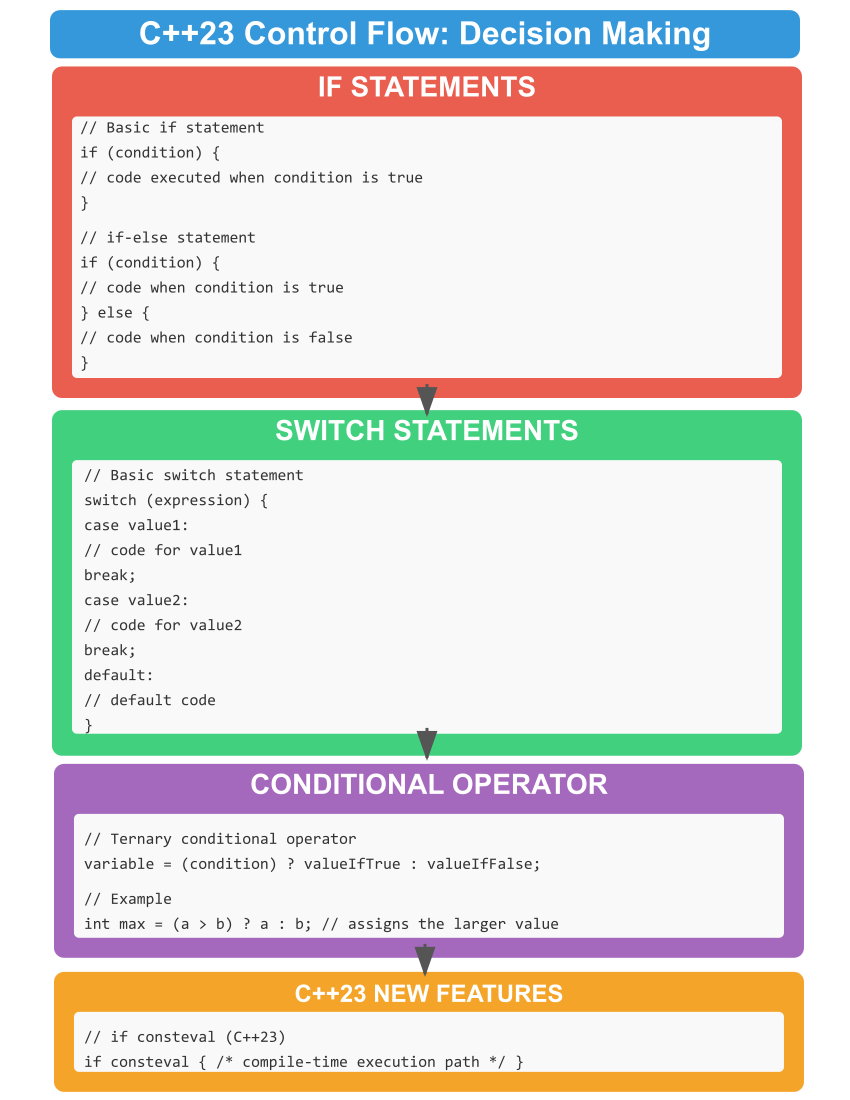 C++23 Control Flow: Decision Making
IF STATEMENTS
// Basic if statement
if (condition) {
// code executed when condition is true
}
// if-else statement
if (condition) {
// code when condition is true
} else {
// code when condition is false
}
SWITCH STATEMENTS
// Basic switch statement
switch (expression) {
case value1:
// code for value1
break;
case value2:
// code for value2
break;
default:
// default code
}
CONDITIONAL OPERATOR
// Ternary conditional operator
variable = (condition) ? valueIfTrue : valueIfFalse;
// Example
int max = (a > b) ? a : b; // assigns the larger value
C++23 NEW FEATURES
// if consteval (C++23)
if consteval { /* compile-time execution path */ }